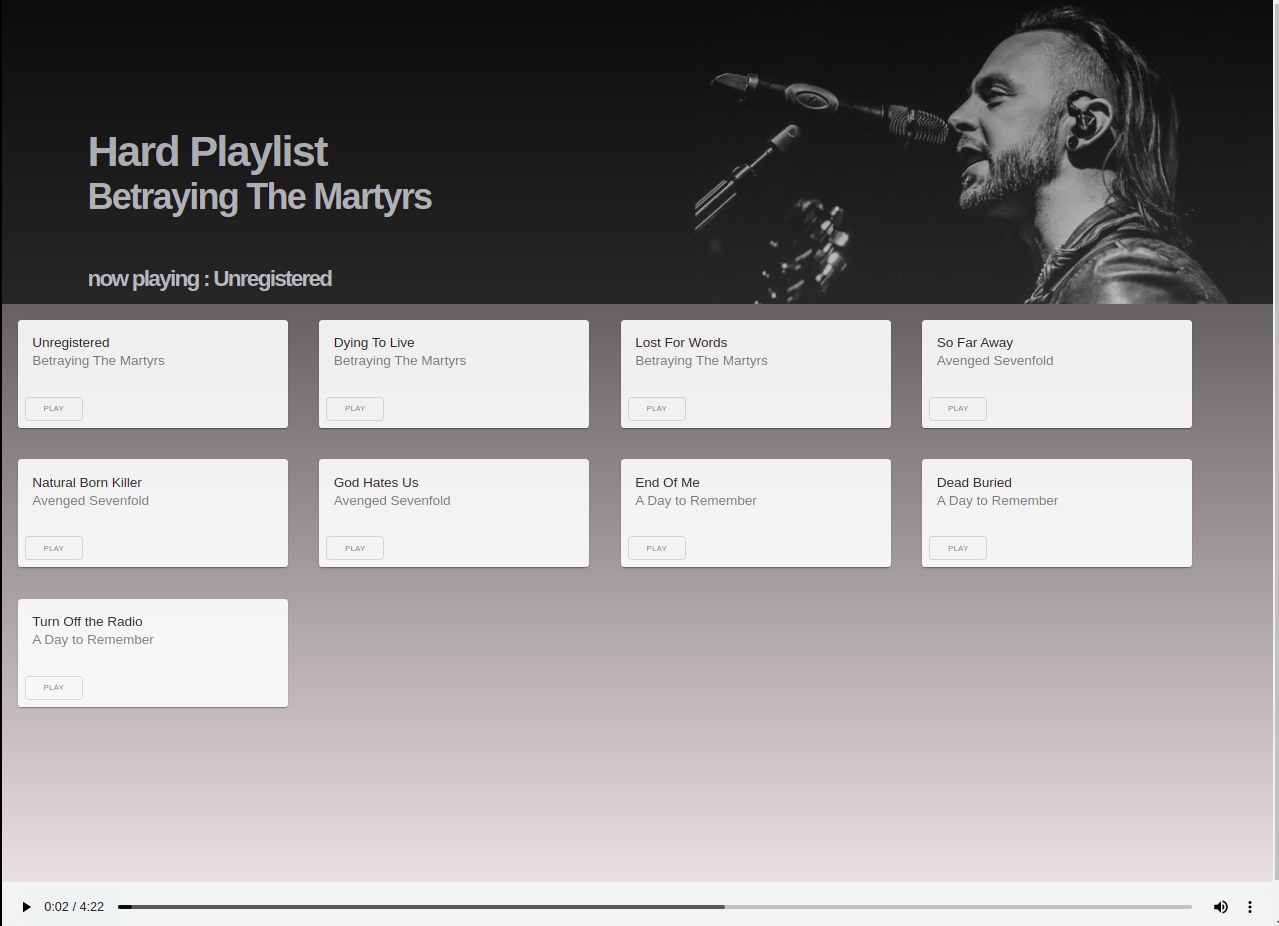 Hard Playlist
Betraying The Martyrs
now playing : Unregistered
Unregistered
Betraying The Martyrs
PLAY
Dying To Live
Betraying The Martyrs
PLAY
Lost For Words
Betraying The Martyrs
PLAY
So Far Away
Avenged Sevenfold
PLAY
Natural Born Killer
Avenged Sevenfold
PLAY
God Hates Us
Avenged Sevenfold
PLAY
End Of Me
A Day to Remember
PLAY
Dead Buried
A Day to Remember
PLAY
Turn Off the Radio
A Day to Remember
PLAY
0:02 / 4:22